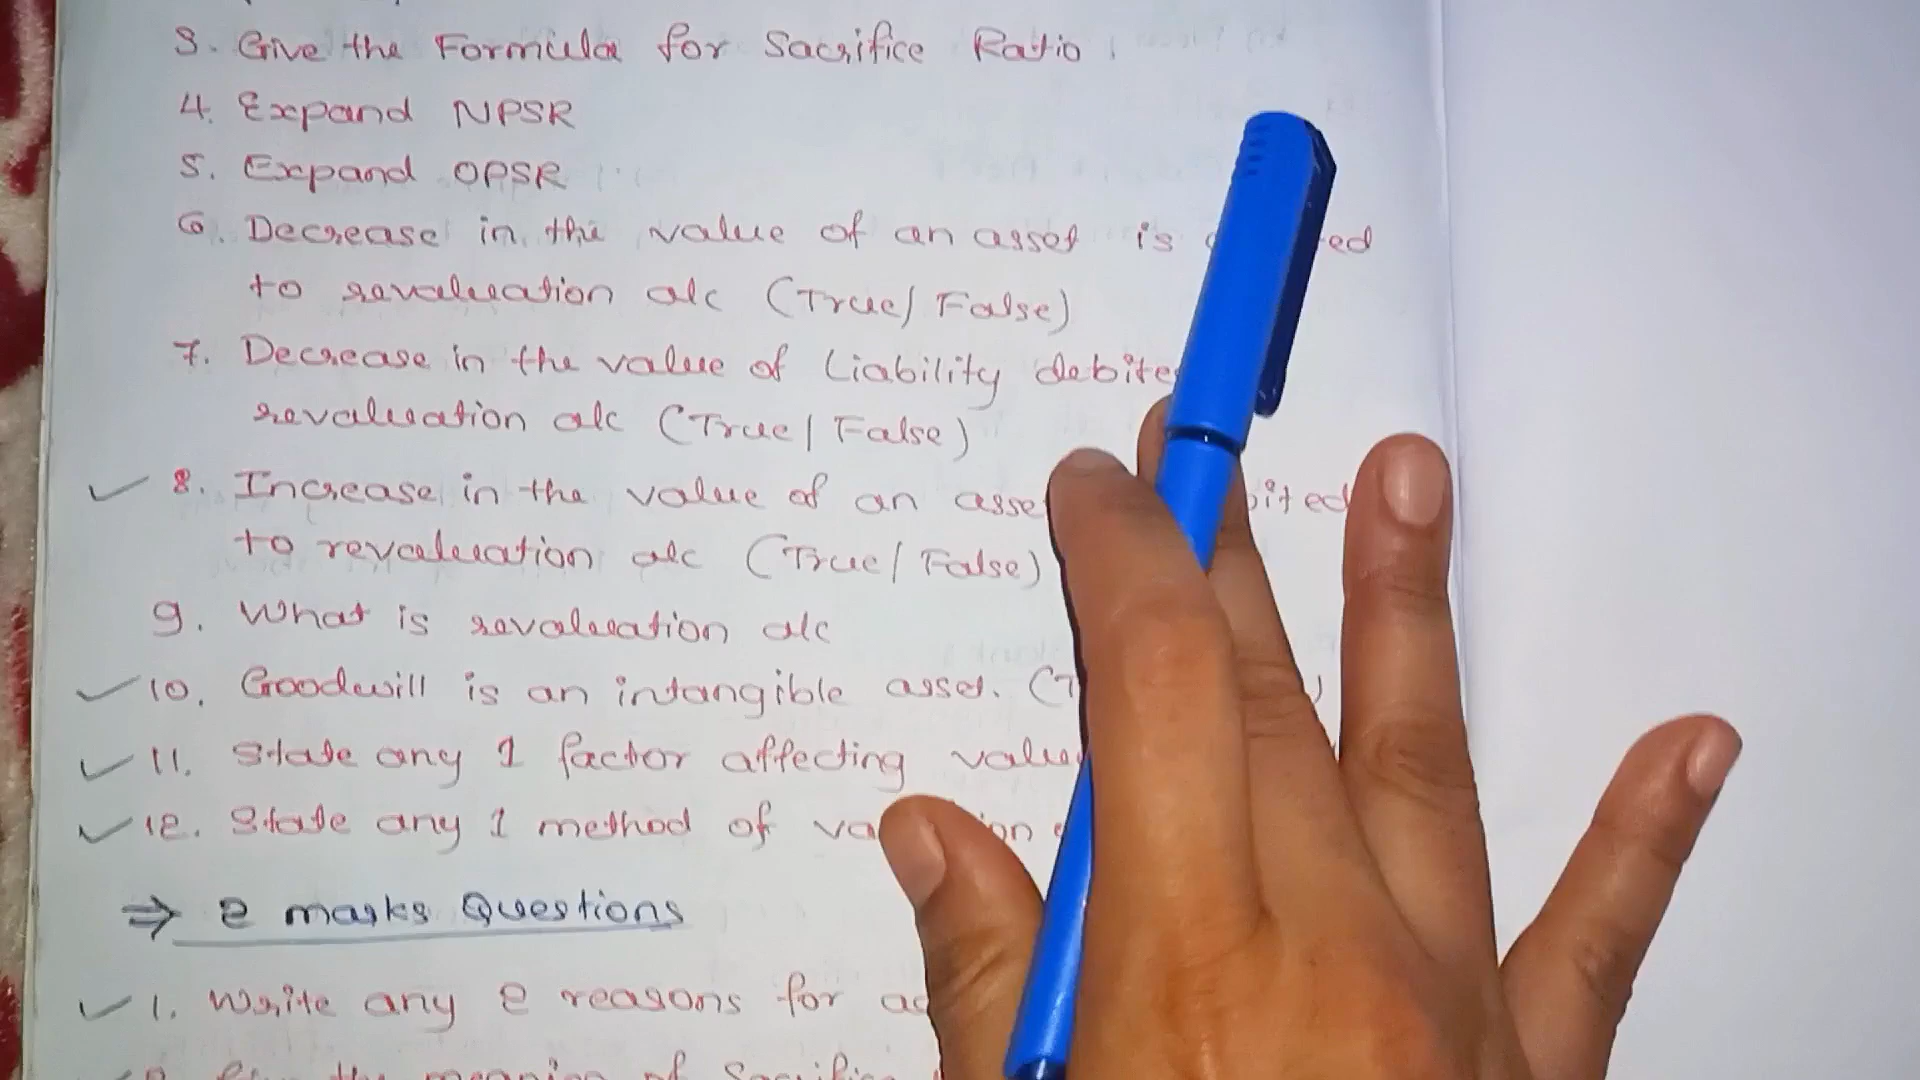 3. Give the Formula for Sacrifice Ratio.
4. Expand NPSR
5. Expand OPSR
6. Decrease in the value of an asset is
to revaluation a/c (True/False)
7. Decrease in the value of Liability
revaluation a/c (True/False)
8. Increase in the value of an
to revaluation a/c (True/False)
9. What is revaluation a/c
10. Goodwill is an intangible asset.
11. State any 1 factor affecting
12. State any 1 method of
⇒ 2 marks Questions
1. Write any 2 reasons for
the meaning of